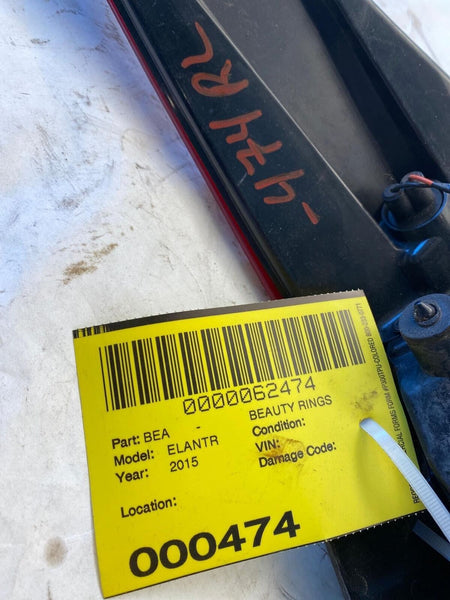 -474 RL
0000062474
Part: BEA - BEAUTY RINGS
Model: ELANTR Condition:
Year: 2015 VIN:
Damage Code:
Location:
000474